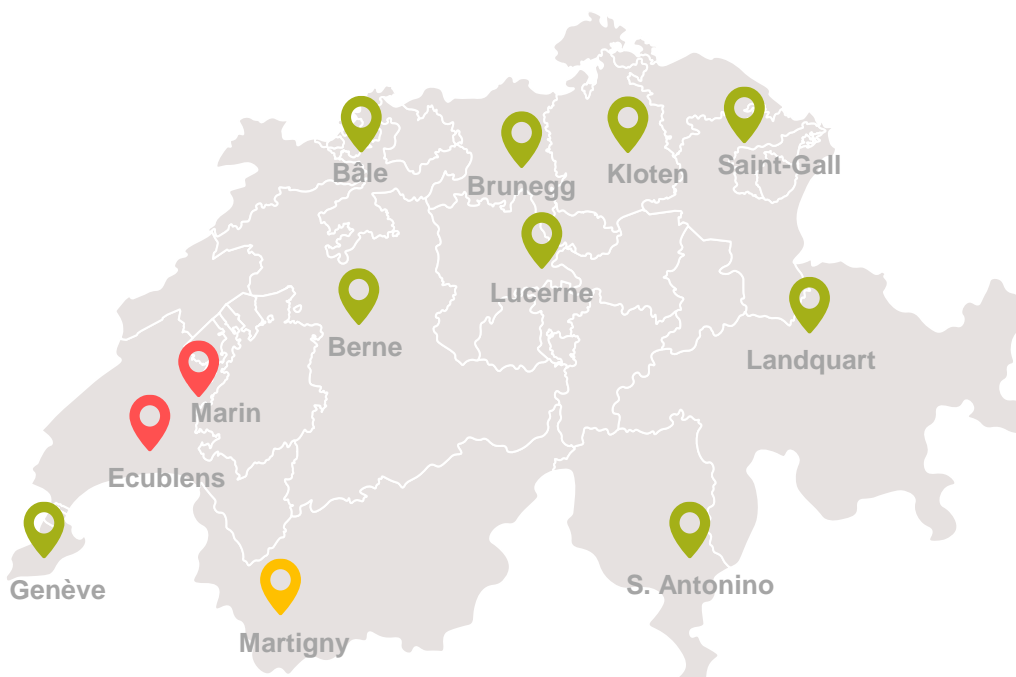 Bâle
Brunegg
Kloten
Saint-Gall
Lucerne
Berne
Landquart
Marin
Ecublens
Genève
S. Antonino
Martigny